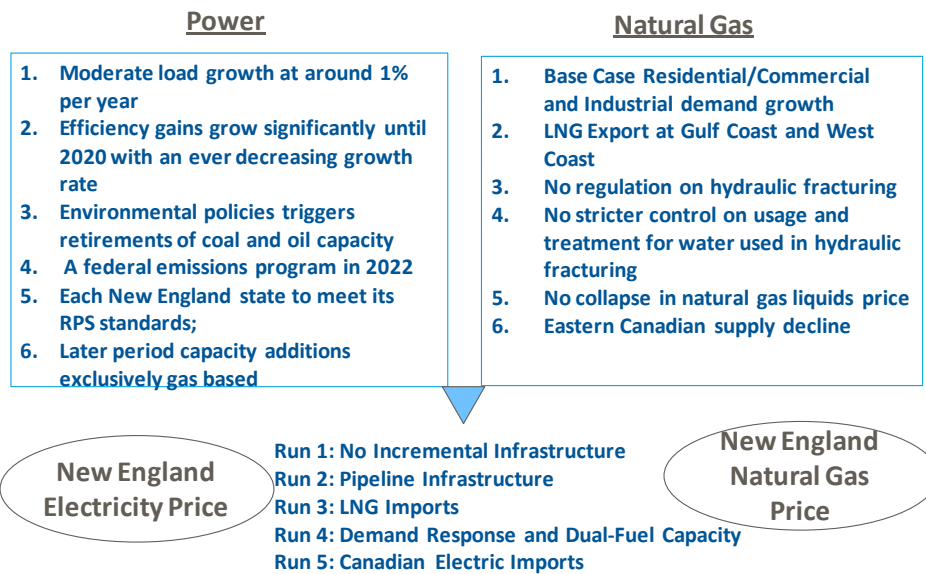 Power
1. Moderate load growth at around 1%
per year
2. Efficiency gains grow significantly until
2020 with an ever decreasing growth
rate
3. Environmental policies triggers
retirements of coal and oil capacity
4. A federal emissions program in 2022
5. Each New England state to meet its
RPS standards;
6. Later period capacity additions
exclusively gas based
Natural Gas
1. Base Case Residential/Commercial
and Industrial demand growth
2. LNG Export at Gulf Coast and West
Coast
3. No regulation on hydraulic fracturing
4. No stricter control on usage and
treatment for water used in hydraulic
fracturing
5. No collapse in natural gas liquids price
6. Eastern Canadian supply decline
New England
Electricity Price
Run 1: No Incremental Infrastructure
Run 2: Pipeline Infrastructure
Run 3: LNG Imports
Run 4: Demand Response and Dual-Fuel Capacity
Run 5: Canadian Electric Imports
New England
Natural Gas
Price